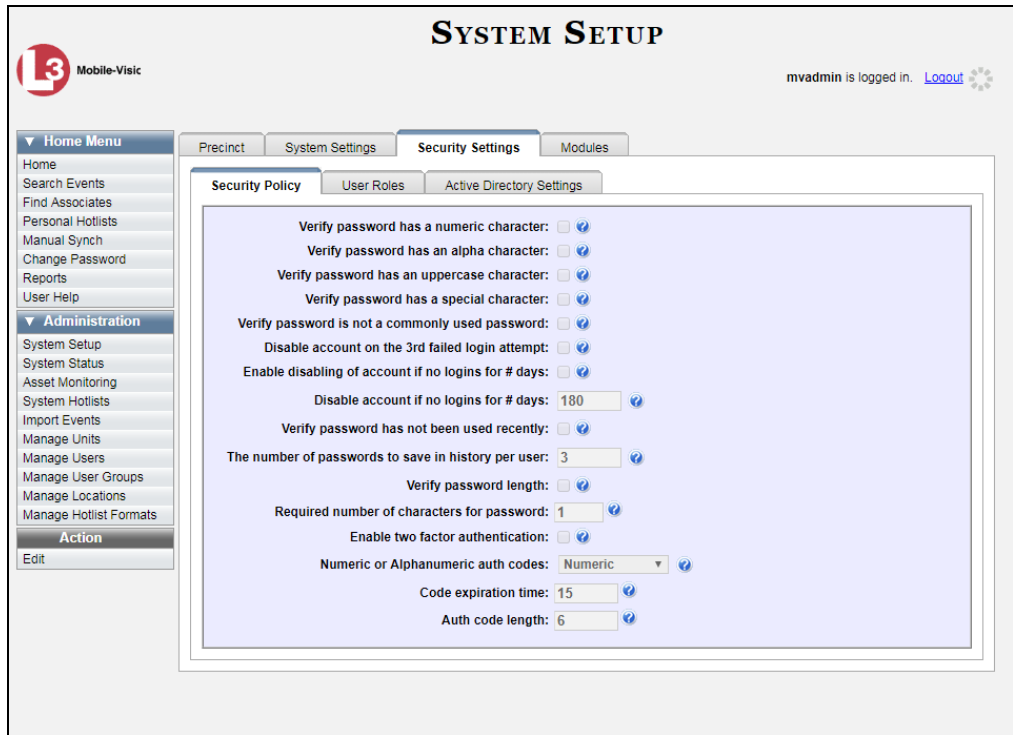 SYSTEM SETUP
L3 Mobile-Visic
mvadmin is logged in. Logout
▼ Home Menu
Home
Search Events
Find Associates
Personal Hotlists
Manual Synch
Change Password
Reports
User Help
▼ Administration
System Setup
System Status
Asset Monitoring
System Hotlists
Import Events
Manage Units
Manage Users
Manage User Groups
Manage Locations
Manage Hotlist Formats
Action
Edit
Precinct System Settings Security Settings Modules
Security Policy User Roles Active Directory Settings
Verify password has a numeric character: ?
Verify password has an alpha character: ?
Verify password has an uppercase character: ?
Verify password has a special character: ?
Verify password is not a commonly used password: ?
Disable account on the 3rd failed login attempt: ?
Enable disabling of account if no logins for # days: ?
Disable account if no logins for # days: 180 ?
Verify password has not been used recently: ?
The number of passwords to save in history per user: 3 ?
Verify password length: ?
Required number of characters for password: 1 ?
Enable two factor authentication: ?
Numeric or Alphanumeric auth codes: Numeric ▼ ?
Code expiration time: 15 ?
Auth code length: 6 ?